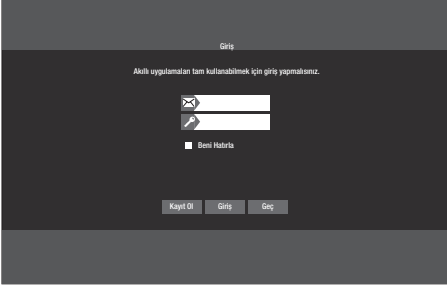 Giriş
Akıllı uygulamaları tam kullanabilmek için giriş yapmalısınız.
Beni Hatırla
Kayıt Ol Giriş Geç